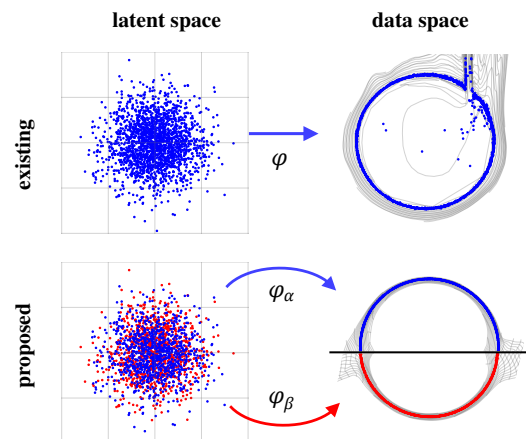 latent space
data space
existing
φ
proposed
φα
φβ